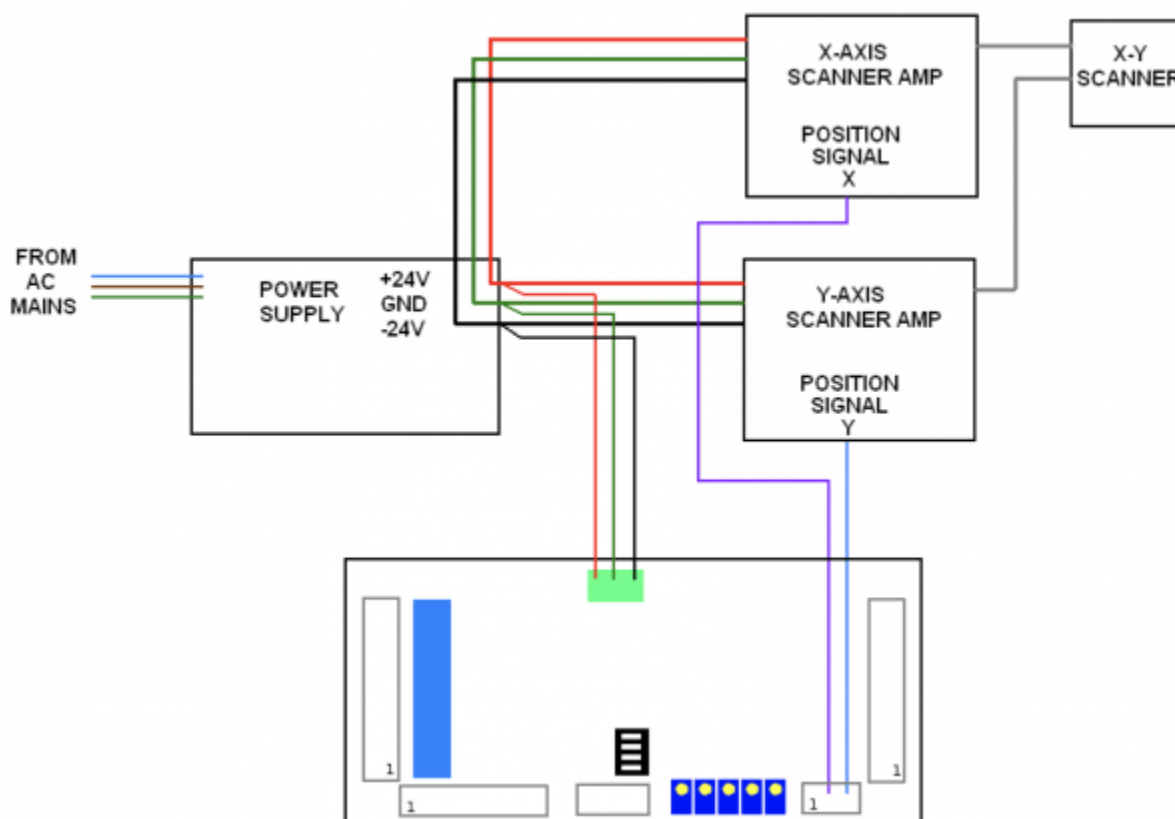 X-AXIS
SCANNER AMP
POSITION
SIGNAL
X
X-Y
SCANNER
FROM
AC
MAINS
POWER
SUPPLY
+24V
GND
-24V
Y-AXIS
SCANNER AMP
POSITION
SIGNAL
Y
1
1
1
1